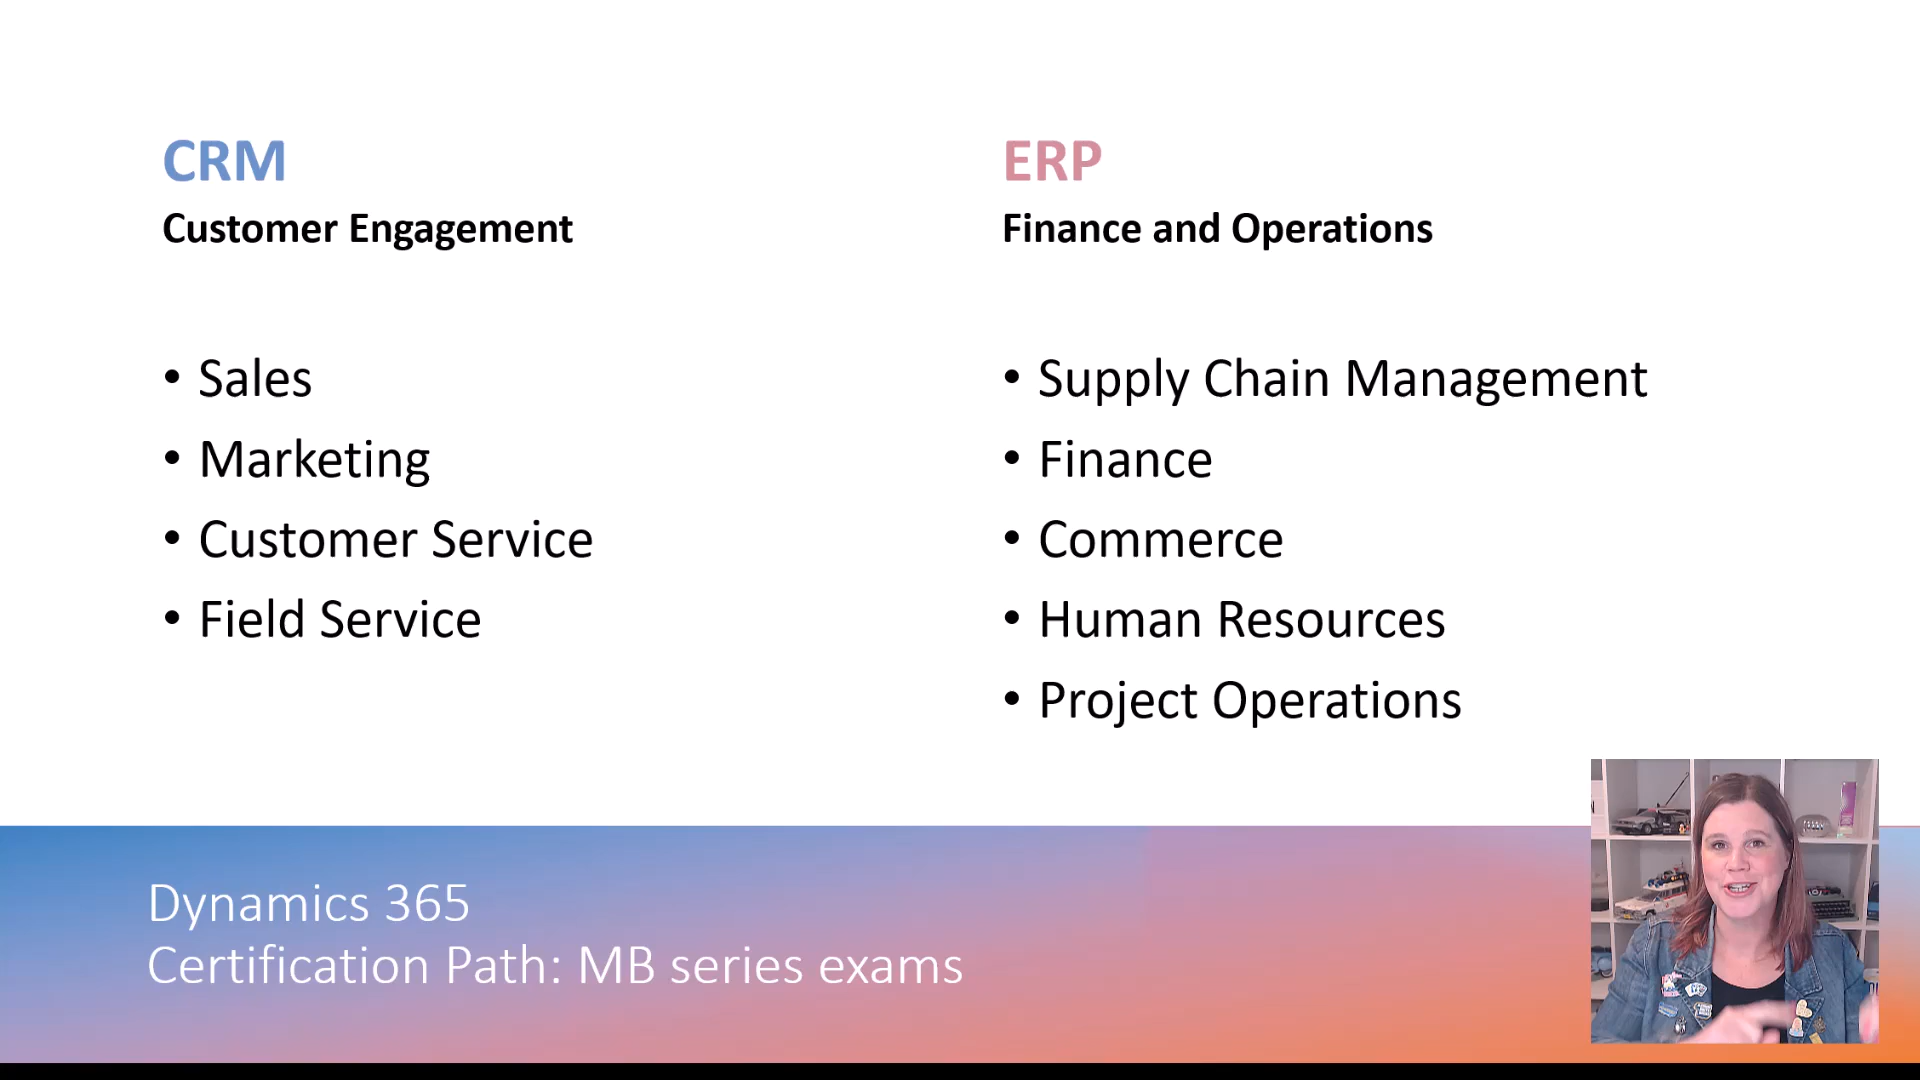 CRM
Customer Engagement
• Sales
• Marketing
• Customer Service
• Field Service
ERP
Finance and Operations
• Supply Chain Management
• Finance
• Commerce
• Human Resources
• Project Operations
Dynamics 365
Certification Path: MB series exams